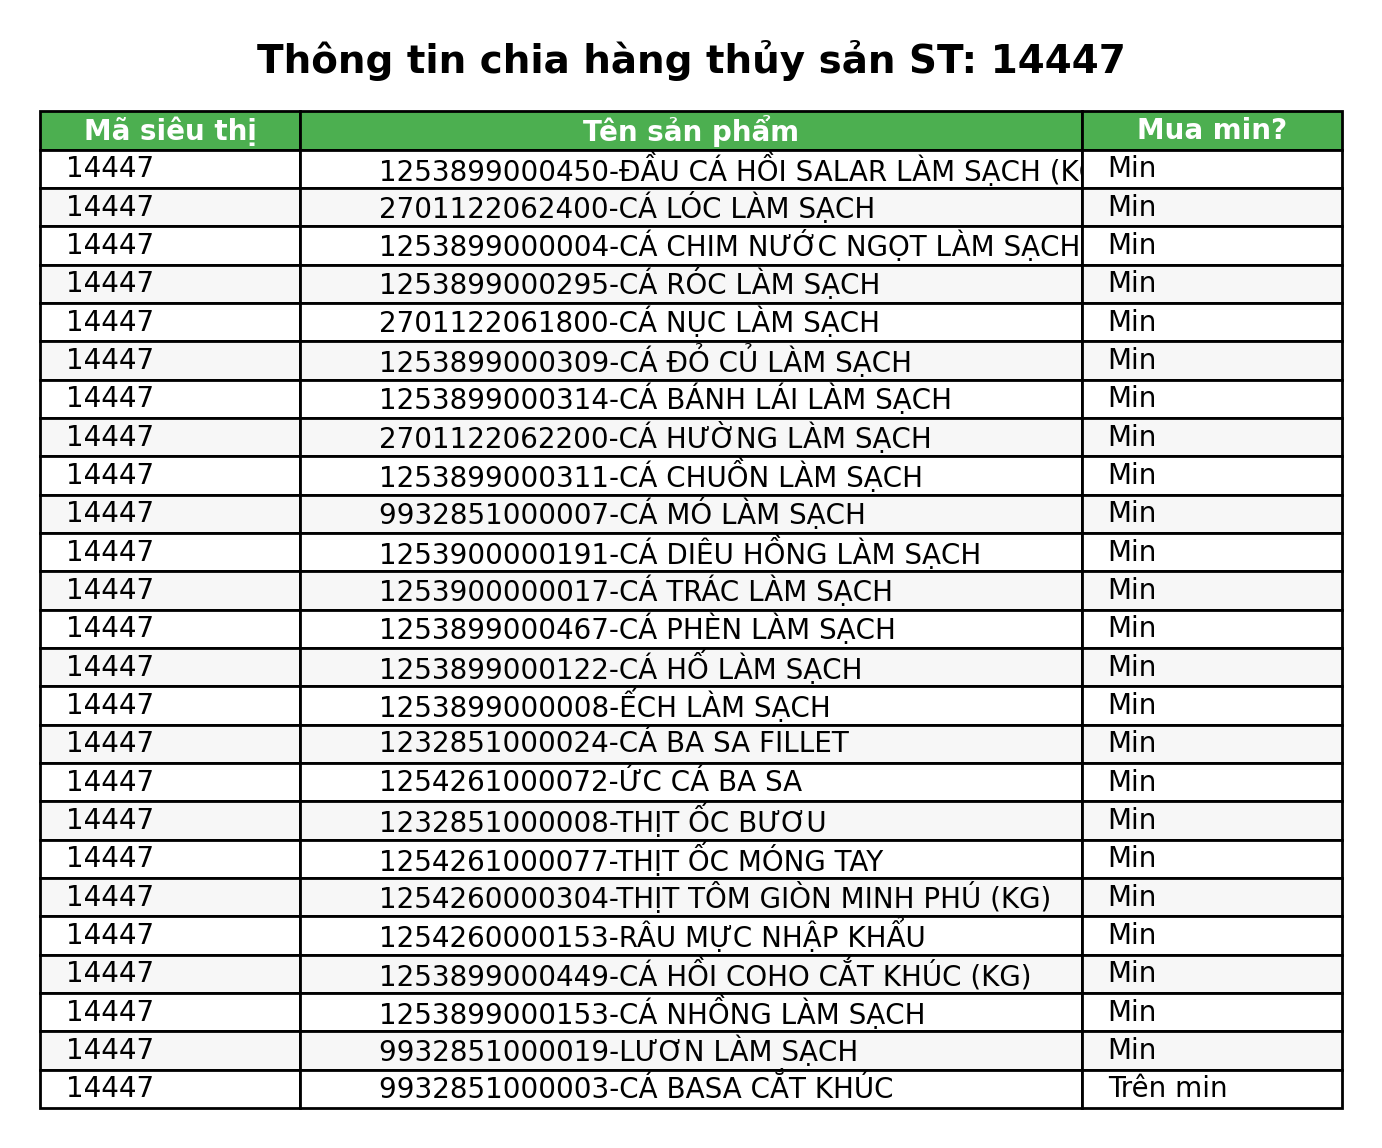 Thông tin chia hàng thủy sản ST: 14447
Mã siêu thị Tên sản phẩm Mua min?
14447 1253899000450-ĐẦU CÁ HỒI SALAR LÀM SẠCH (K Min
14447 2701122062400-CÁ LÓC LÀM SẠCH Min
14447 1253899000004-CÁ CHIM NƯỚC NGỌT LÀM SẠCH Min
14447 1253899000295-CÁ RÓC LÀM SẠCH Min
14447 2701122061800-CÁ NỤC LÀM SẠCH Min
14447 1253899000309-CÁ ĐỎ CỦ LÀM SẠCH Min
14447 1253899000314-CÁ BÁNH LÁI LÀM SẠCH Min
14447 2701122062200-CÁ HƯỜNG LÀM SẠCH Min
14447 1253899000311-CÁ CHUỒN LÀM SẠCH Min
14447 9932851000007-CÁ MÓ LÀM SẠCH Min
14447 1253900000191-CÁ DIÊU HỒNG LÀM SẠCH Min
14447 1253900000017-CÁ TRÁC LÀM SẠCH Min
14447 1253899000467-CÁ PHÈN LÀM SẠCH Min
14447 1253899000122-CÁ HỐ LÀM SẠCH Min
14447 1253899000008-ẾCH LÀM SẠCH Min
14447 1232851000024-CÁ BA SA FILLET Min
14447 1254261000072-ỨC CÁ BA SA Min
14447 1232851000008-THỊT ỐC BƯƠU Min
14447 1254261000077-THỊT ỐC MÓNG TAY Min
14447 1254260000304-THỊT TÔM GIÒN MINH PHÚ (KG) Min
14447 1254260000153-RÂU MỰC NHẬP KHẨU Min
14447 1253899000449-CÁ HỒI COHO CẮT KHÚC (KG) Min
14447 1253899000153-CÁ NHỒNG LÀM SẠCH Min
14447 9932851000019-LƯƠN LÀM SẠCH Min
14447 9932851000003-CÁ BASA CẮT KHÚC Trên min